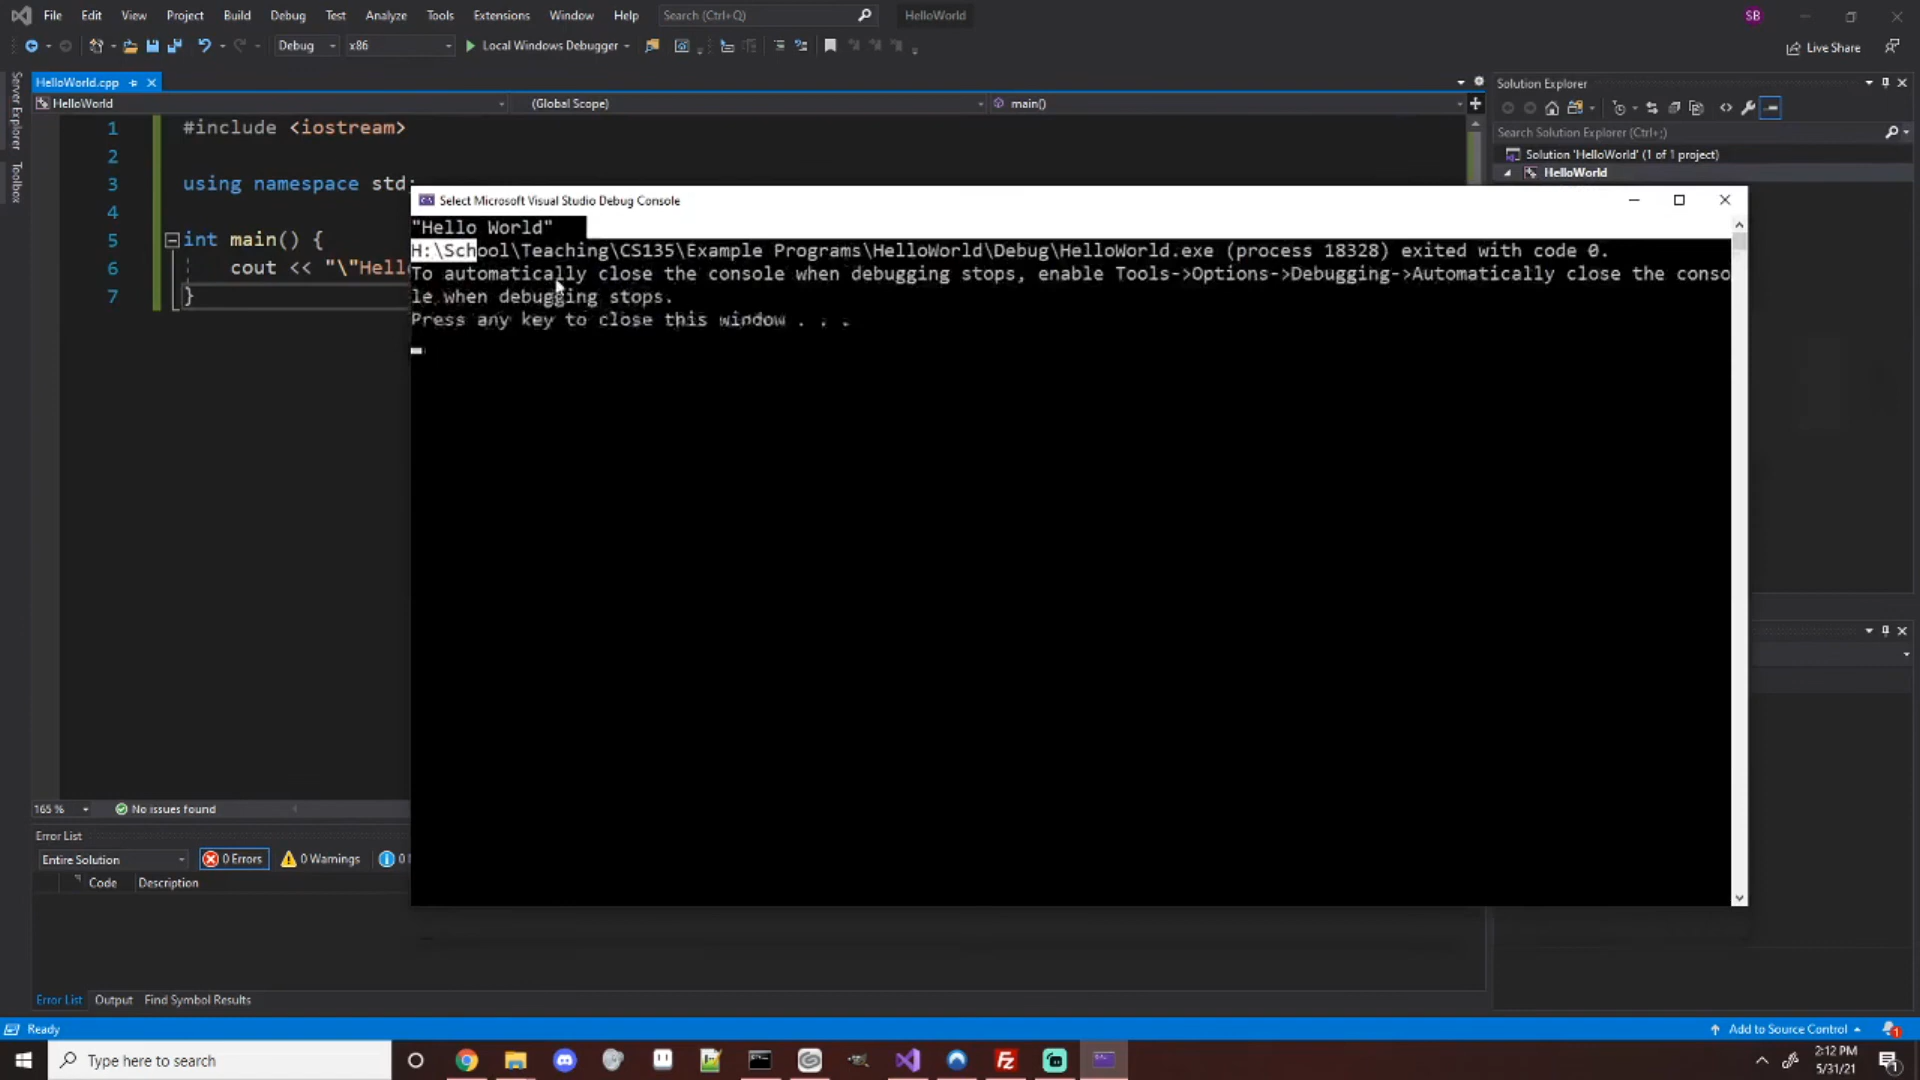 File Edit View Project Build Debug Test Analyze Tools Extensions Window Help Search (Ctrl+Q) HelloWorld SB
Debug x86 Local Windows Debugger Live Share
Server Explorer
Toolbox
HelloWorld.cpp
HelloWorld (Global Scope) main()
1 #include <iostream>
2
3 using namespace std;
4
5 int main() {
6 cout << "\"Hell
7 }
Select Microsoft Visual Studio Debug Console
"Hello World"
H:\School\Teaching\CS135\Example Programs\HelloWorld\Debug\HelloWorld.exe (process 18328) exited with code 0.
To automatically close the console when debugging stops, enable Tools->Options->Debugging->Automatically close the conso
le when debugging stops.
Press any key to close this window . . .
Solution Explorer
Search Solution Explorer (Ctrl+;)
Solution 'HelloWorld' (1 of 1 project)
HelloWorld
165 % No issues found
Error List
Entire Solution 0 Errors 0 Warnings 0
Code Description
Error List Output Find Symbol Results
Ready Add to Source Control 1
Type here to search
2:12 PM
5/31/21
1